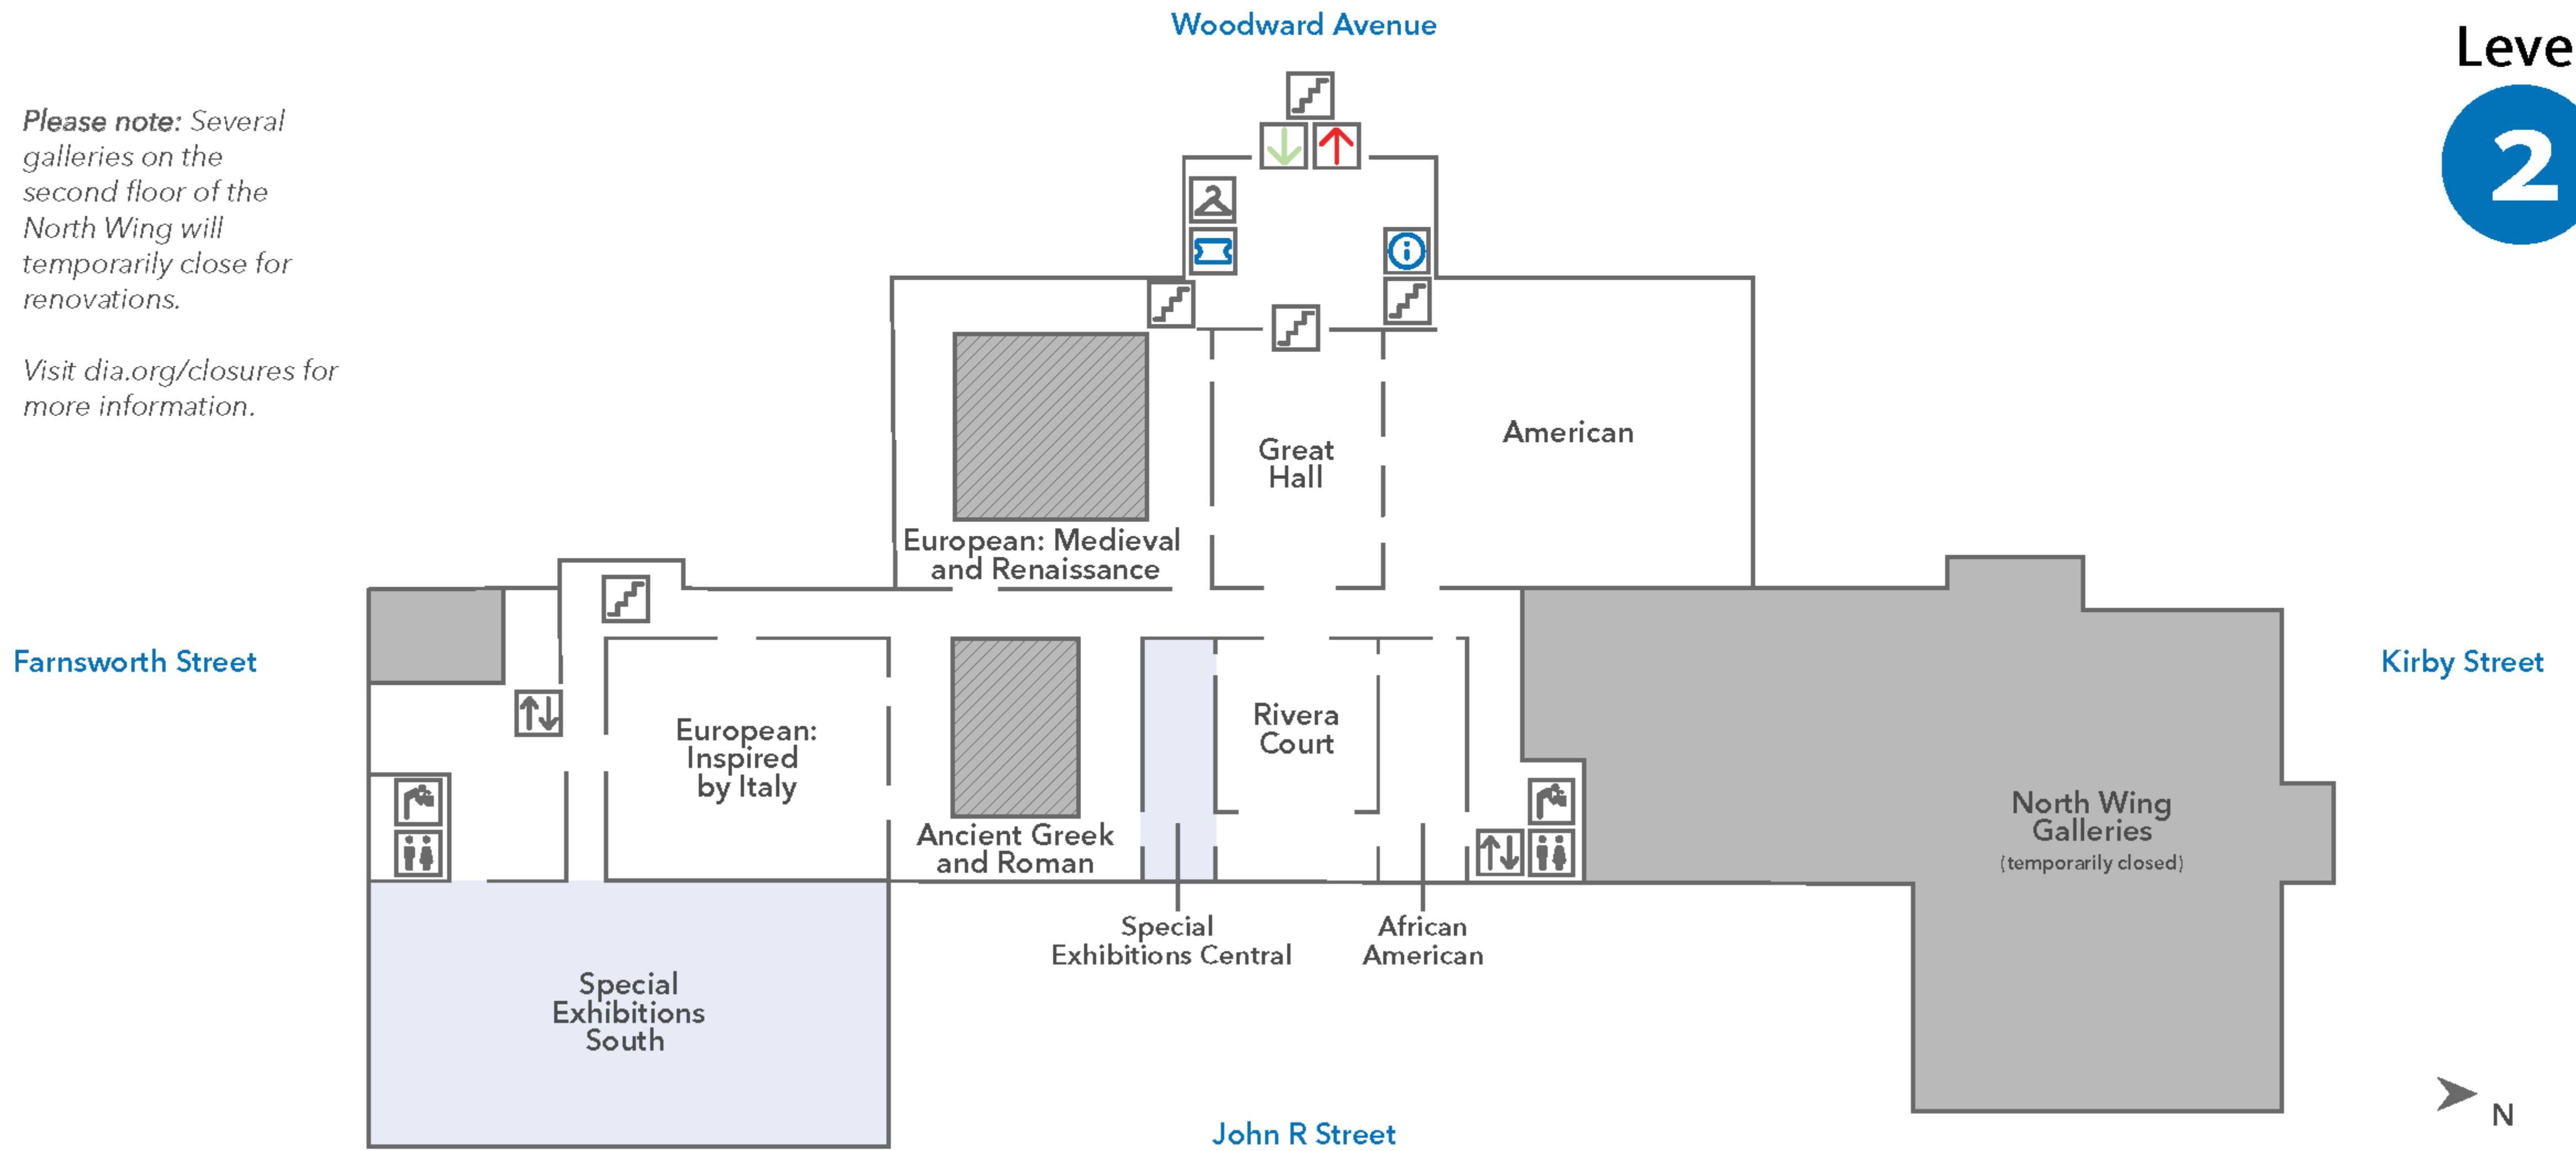 Woodward Avenue
Leve
2
Please note: Several
galleries on the
second floor of the
North Wing will
temporarily close for
renovations.
Visit dia.org/closures for
more information.
American
Great
Hall
European: Medieval
and Renaissance
Farnsworth Street
Kirby Street
European:
Inspired
by Italy
Rivera
Court
Ancient Greek
and Roman
North Wing
Galleries
(temporarily closed)
Special
Exhibitions Central
African
American
Special
Exhibitions
South
John R Street
N